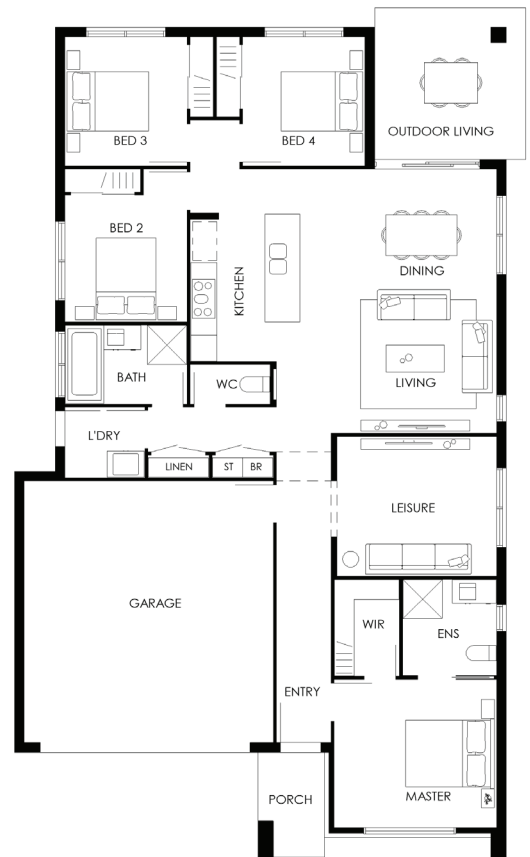 OUTDOOR LIVING
BED 3
BED 4
BED 2
DINING
KITCHEN
BATH
WC
LIVING
L'DRY
LINEN
ST
BR
LEISURE
GARAGE
WIR
ENS
ENTRY
PORCH
MASTER